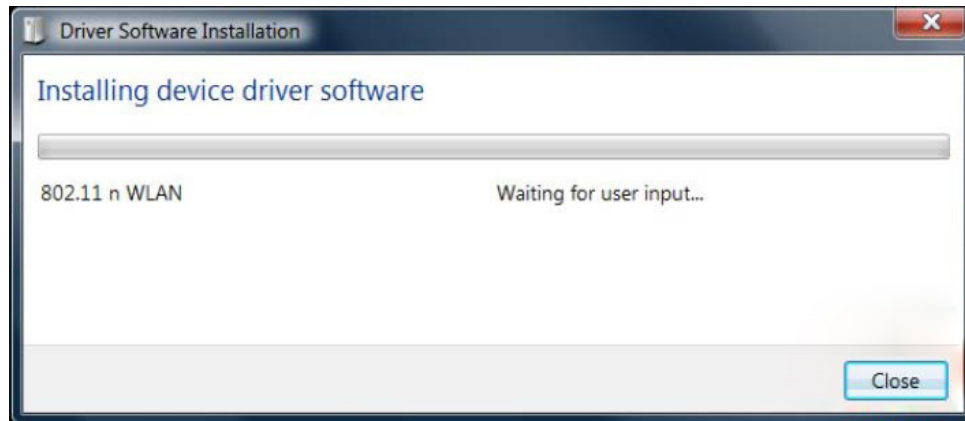 Driver Software Installation
Installing device driver software
802.11 n WLAN Waiting for user input...
Close